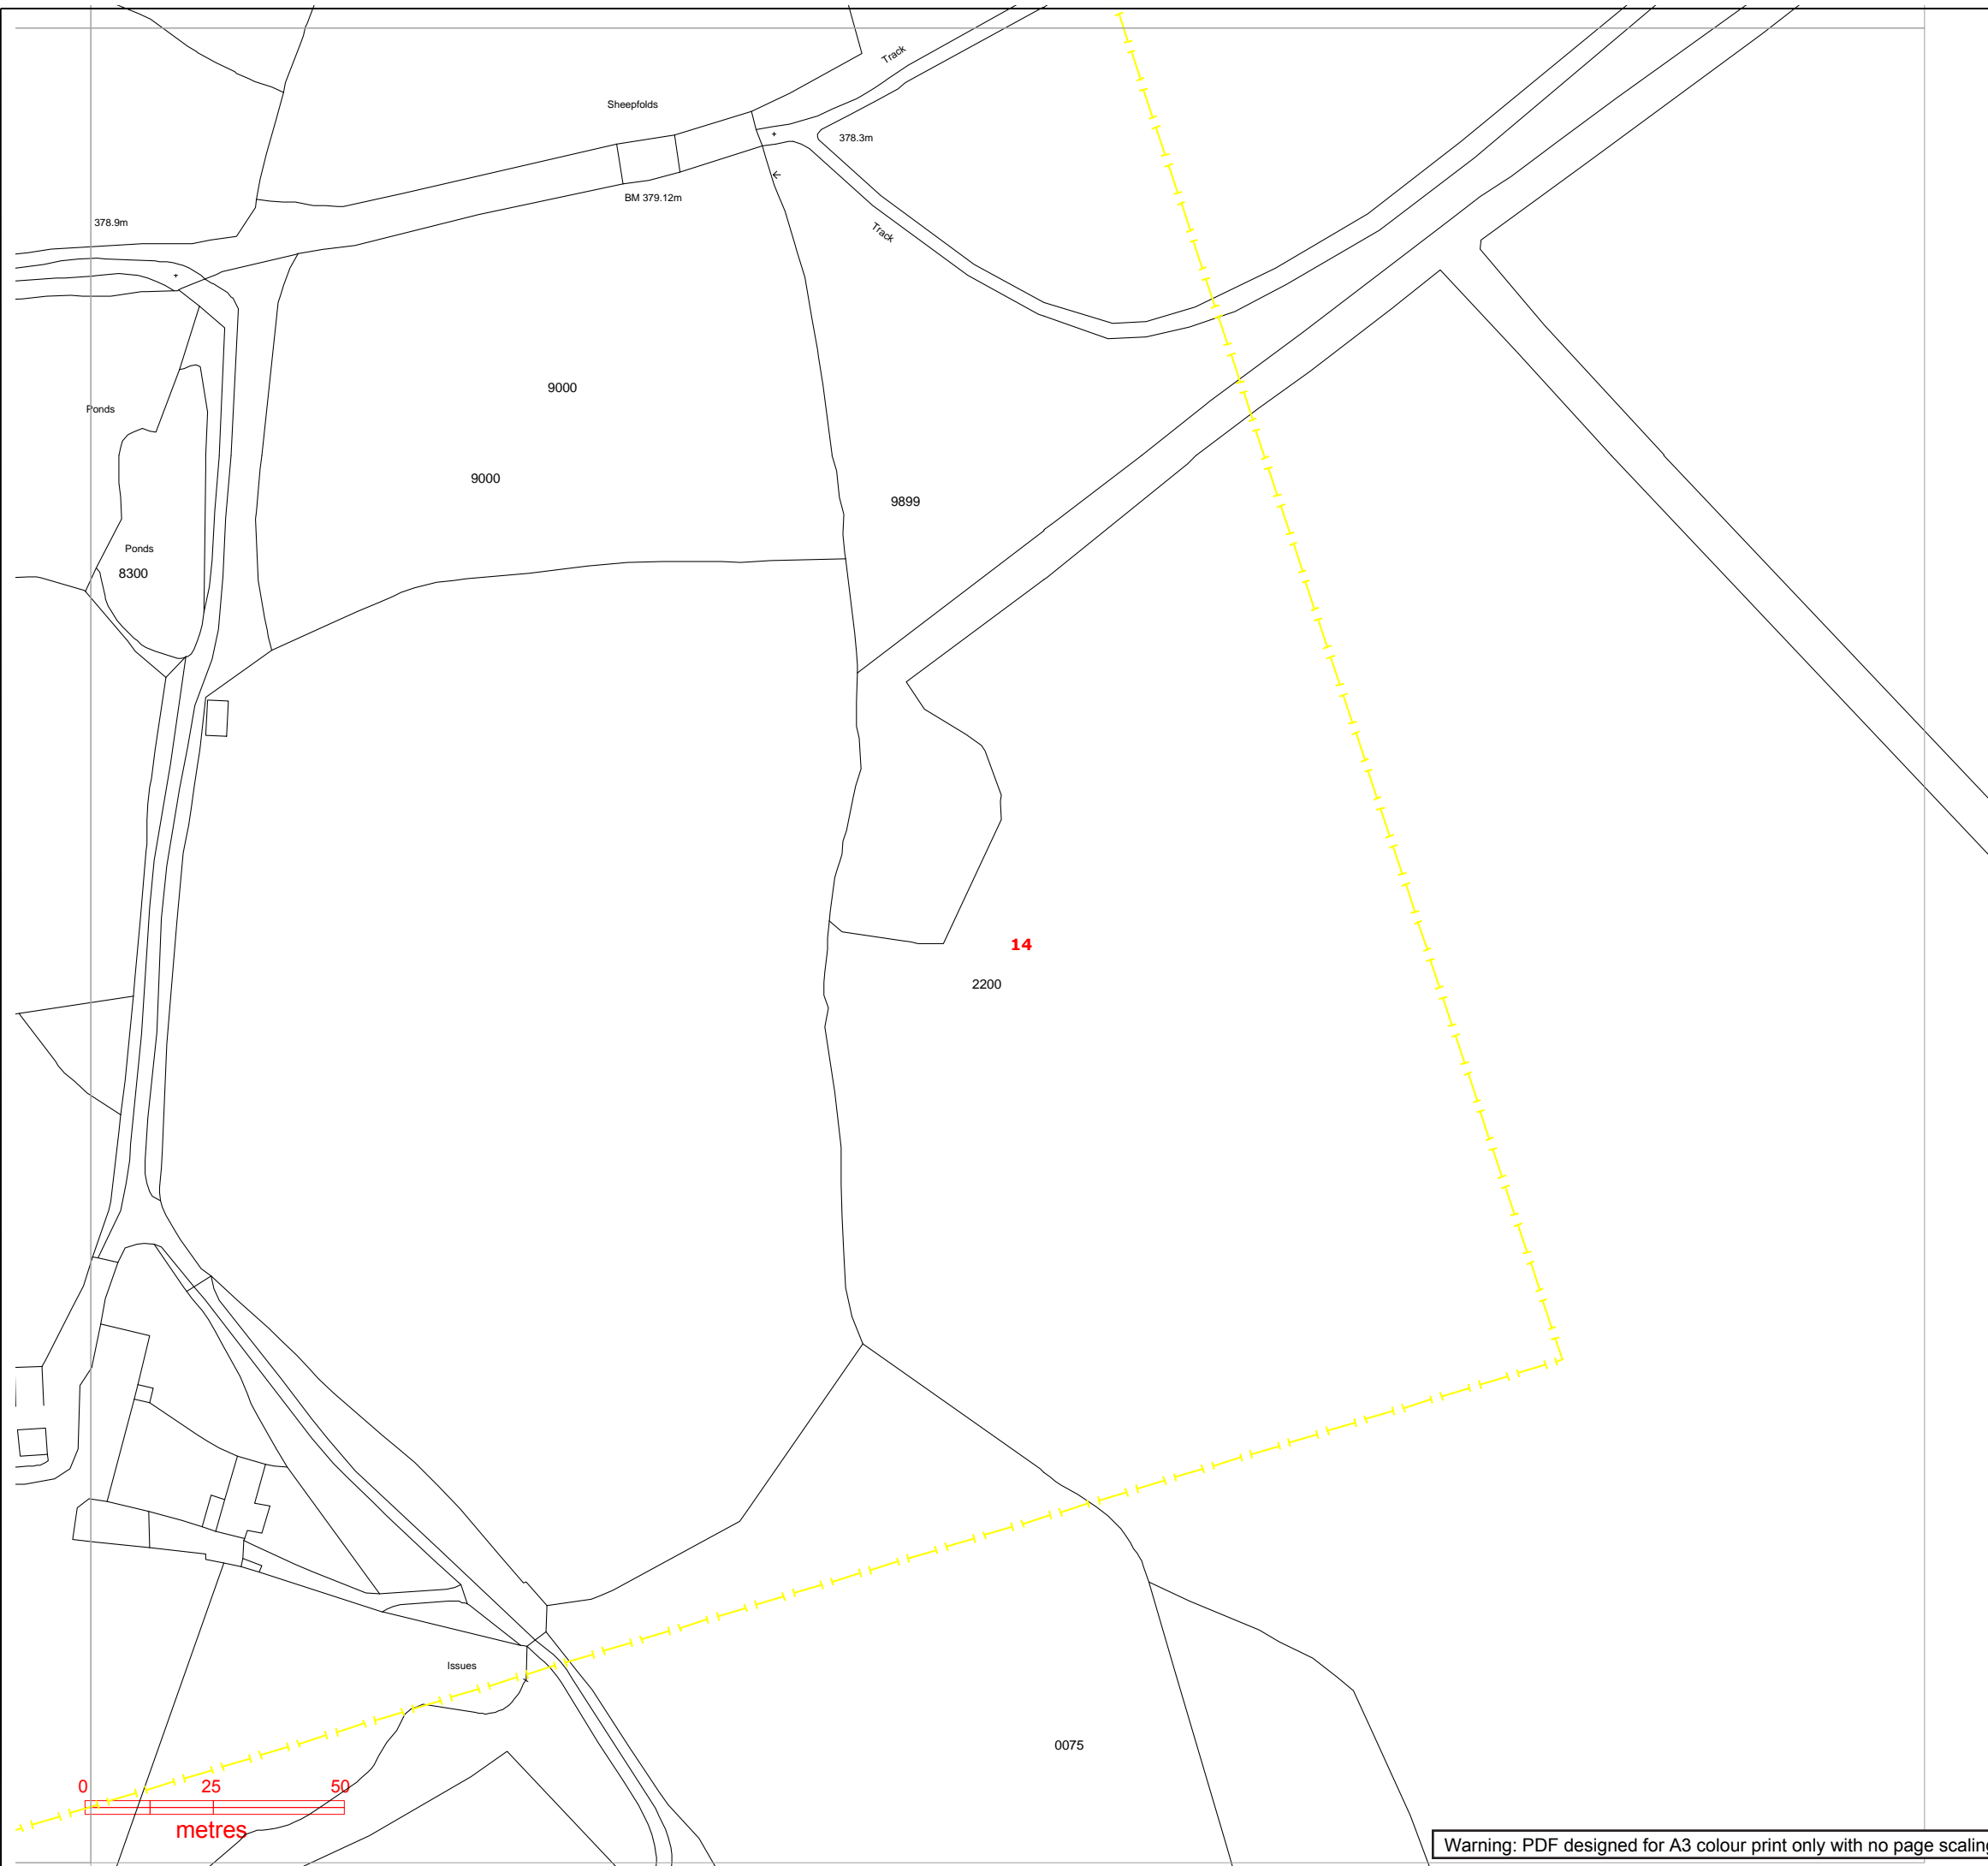 Track
Sheepfolds
378.3m
BM 379.12m
378.9m
Track
9000
Ponds
9000
9899
Ponds
8300
14
2200
Issues
0075
0 25 50
metres
Warning: PDF designed for A3 colour print only with no page scaling